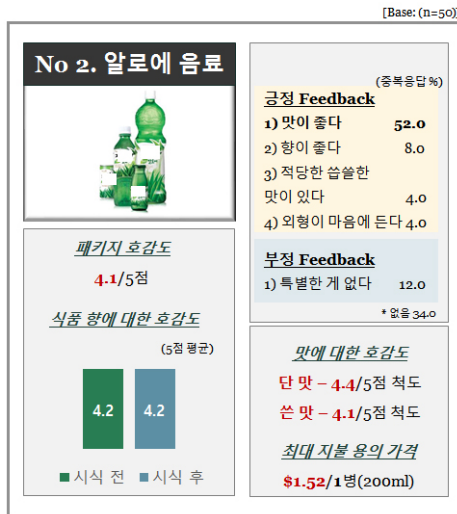 [Base: (n=50)]
No 2. 알로에 음료
패키지 호감도
4.1/5점
식품 향에 대한 호감도
(5점 평균)
4.2 4.2
시식 전 시식 후
(중복응답%)
긍정 Feedback
1) 맛이 좋다 52.0
2) 향이 좋다 8.0
3) 적당한 씁쓸한
맛이 있다 4.0
4) 외형이 마음에 든다 4.0
부정 Feedback
1) 특별한 게 없다 12.0
* 없음 34.0
맛에 대한 호감도
단 맛 – 4.4/5점 척도
쓴 맛 – 4.1/5점 척도
최대 지불 용의 가격
$1.52/1병(200ml)